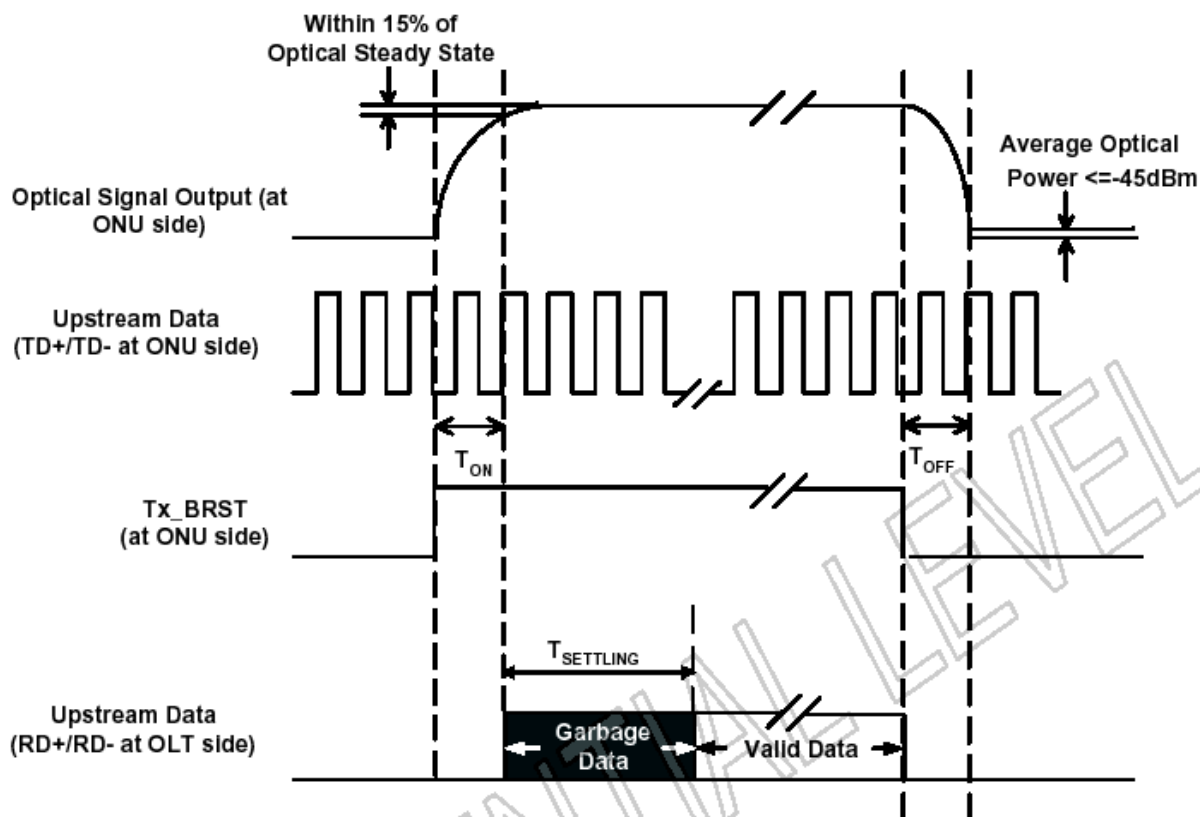 Within 15% of
Optical Steady State
Average Optical
Power <=-45dBm
Optical Signal Output (at
ONU side)
Upstream Data
(TD+/TD- at ONU side)
TON
TOFF
Tx_BRST
(at ONU side)
TSETTLING
Upstream Data
(RD+/RD- at OLT side)
Garbage
Data
Valid Data
NTIAL LEVEL